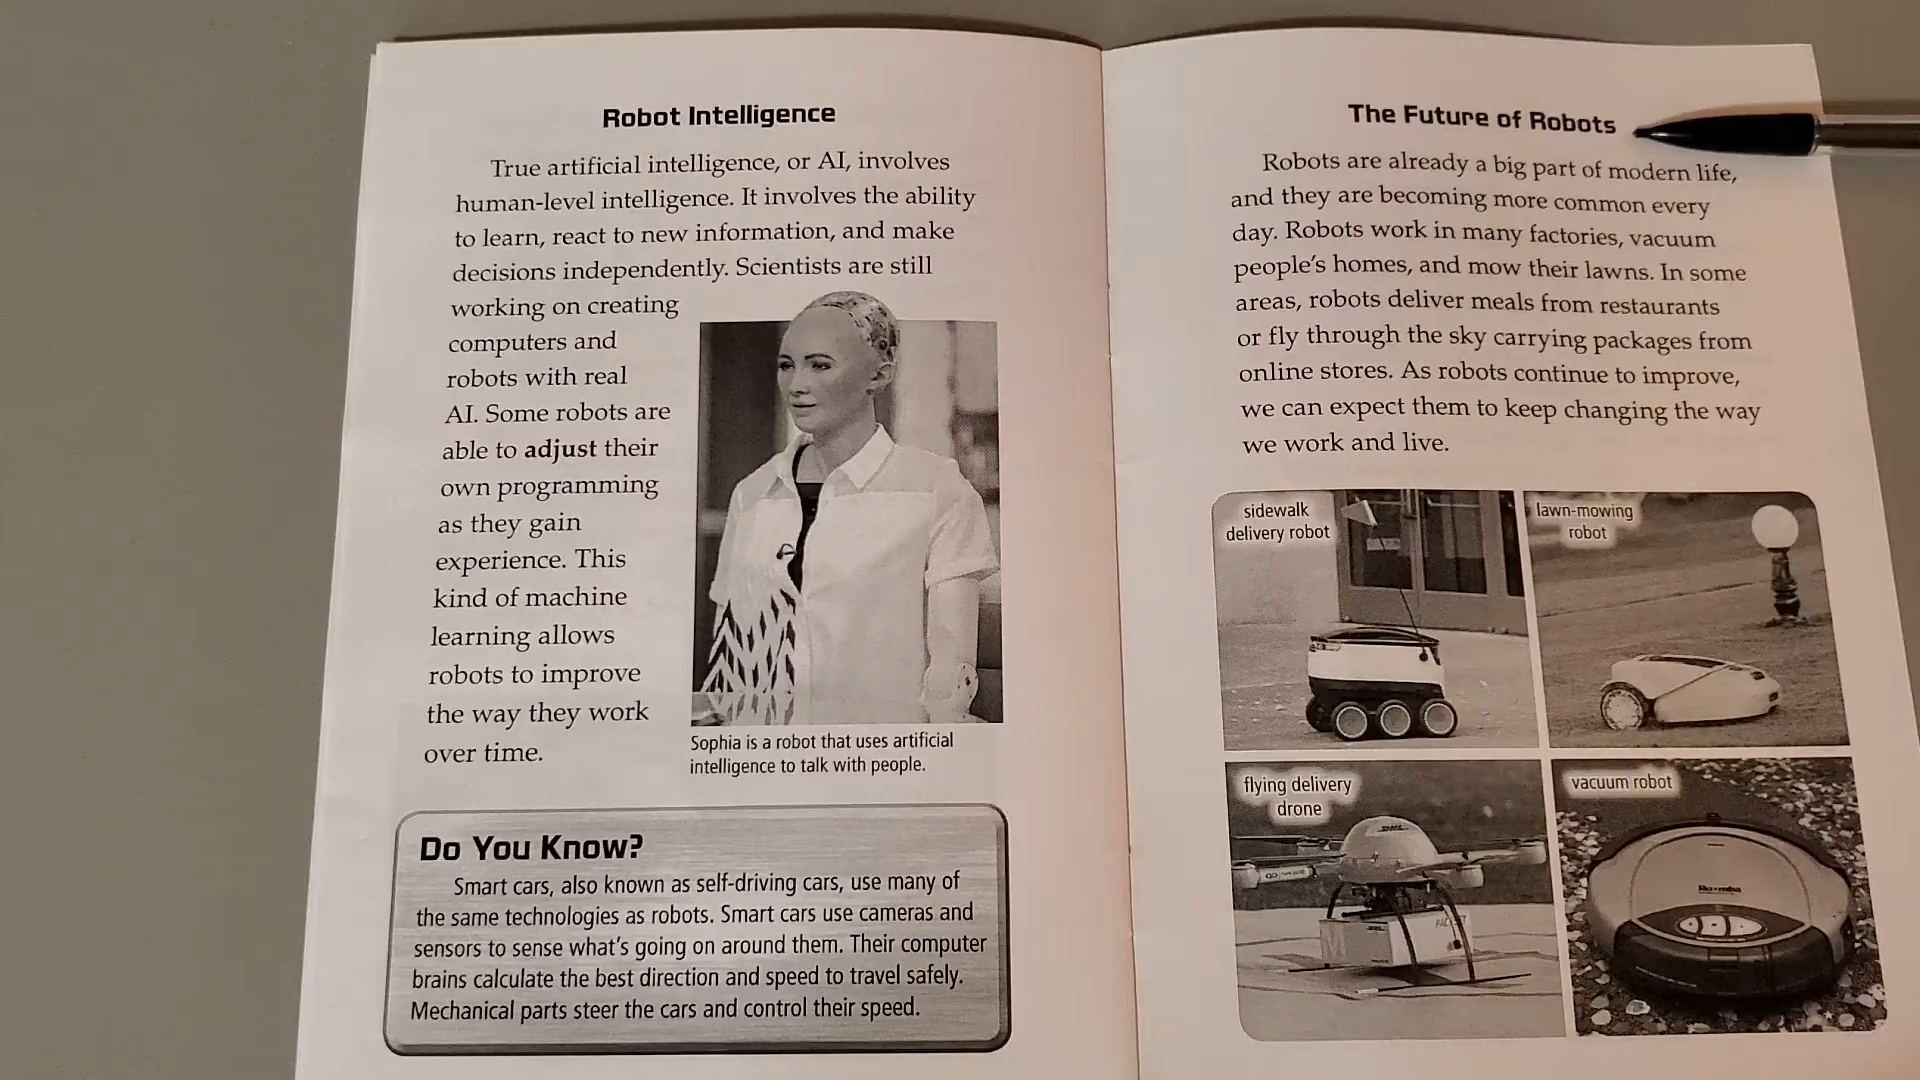 Robot Intelligence
True artificial intelligence, or AI, involves
human-level intelligence. It involves the ability
to learn, react to new information, and make
decisions independently. Scientists are still
working on creating
computers and
robots with real
AI. Some robots are
able to adjust their
own programming
as they gain
experience. This
kind of machine
learning allows
robots to improve
the way they work
over time.
Sophia is a robot that uses artificial
intelligence to talk with people.
Do You Know?
Smart cars, also known as self-driving cars, use many of
the same technologies as robots. Smart cars use cameras and
sensors to sense what's going on around them. Their computer
brains calculate the best direction and speed to travel safely.
Mechanical parts steer the cars and control their speed.
The Future of Robots
Robots are already a big part of modern life,
and they are becoming more common every
day. Robots work in many factories, vacuum
people's homes, and mow their lawns. In some
areas, robots deliver meals from restaurants
or fly through the sky carrying packages from
online stores. As robots continue to improve,
we can expect them to keep changing the way
we work and live.
sidewalk
delivery robot
lawn-mowing
robot
flying delivery
drone
DHL
vacuum robot
Roomba